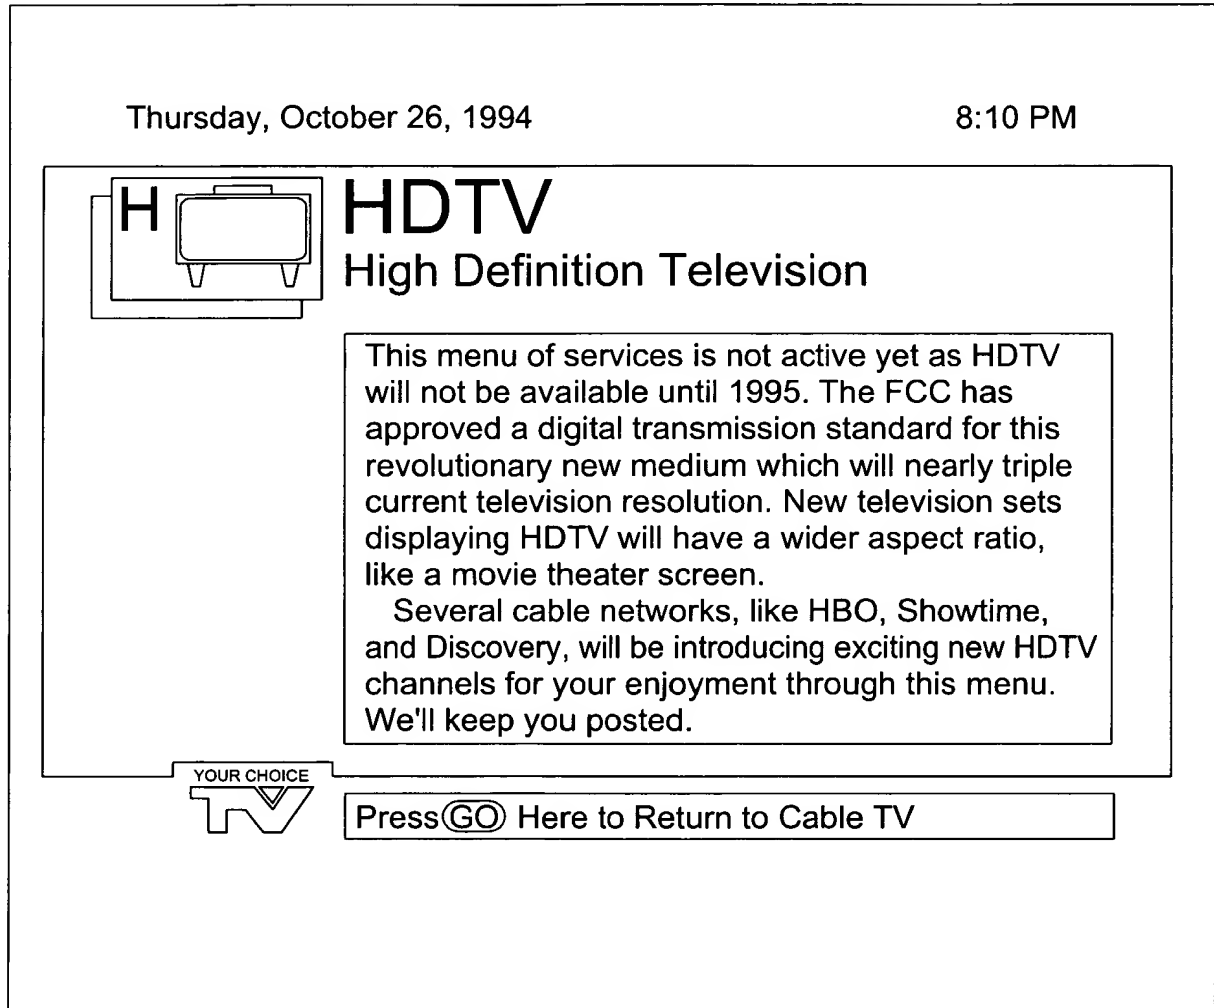 Thursday, October 26, 1994 8:10 PM
H
HDTV
High Definition Television
This menu of services is not active yet as HDTV
will not be available until 1995. The FCC has
approved a digital transmission standard for this
revolutionary new medium which will nearly triple
current television resolution. New television sets
displaying HDTV will have a wider aspect ratio,
like a movie theater screen.
Several cable networks, like HBO, Showtime,
and Discovery, will be introducing exciting new HDTV
channels for your enjoyment through this menu.
We'll keep you posted.
YOUR CHOICE
TV
Press GO Here to Return to Cable TV